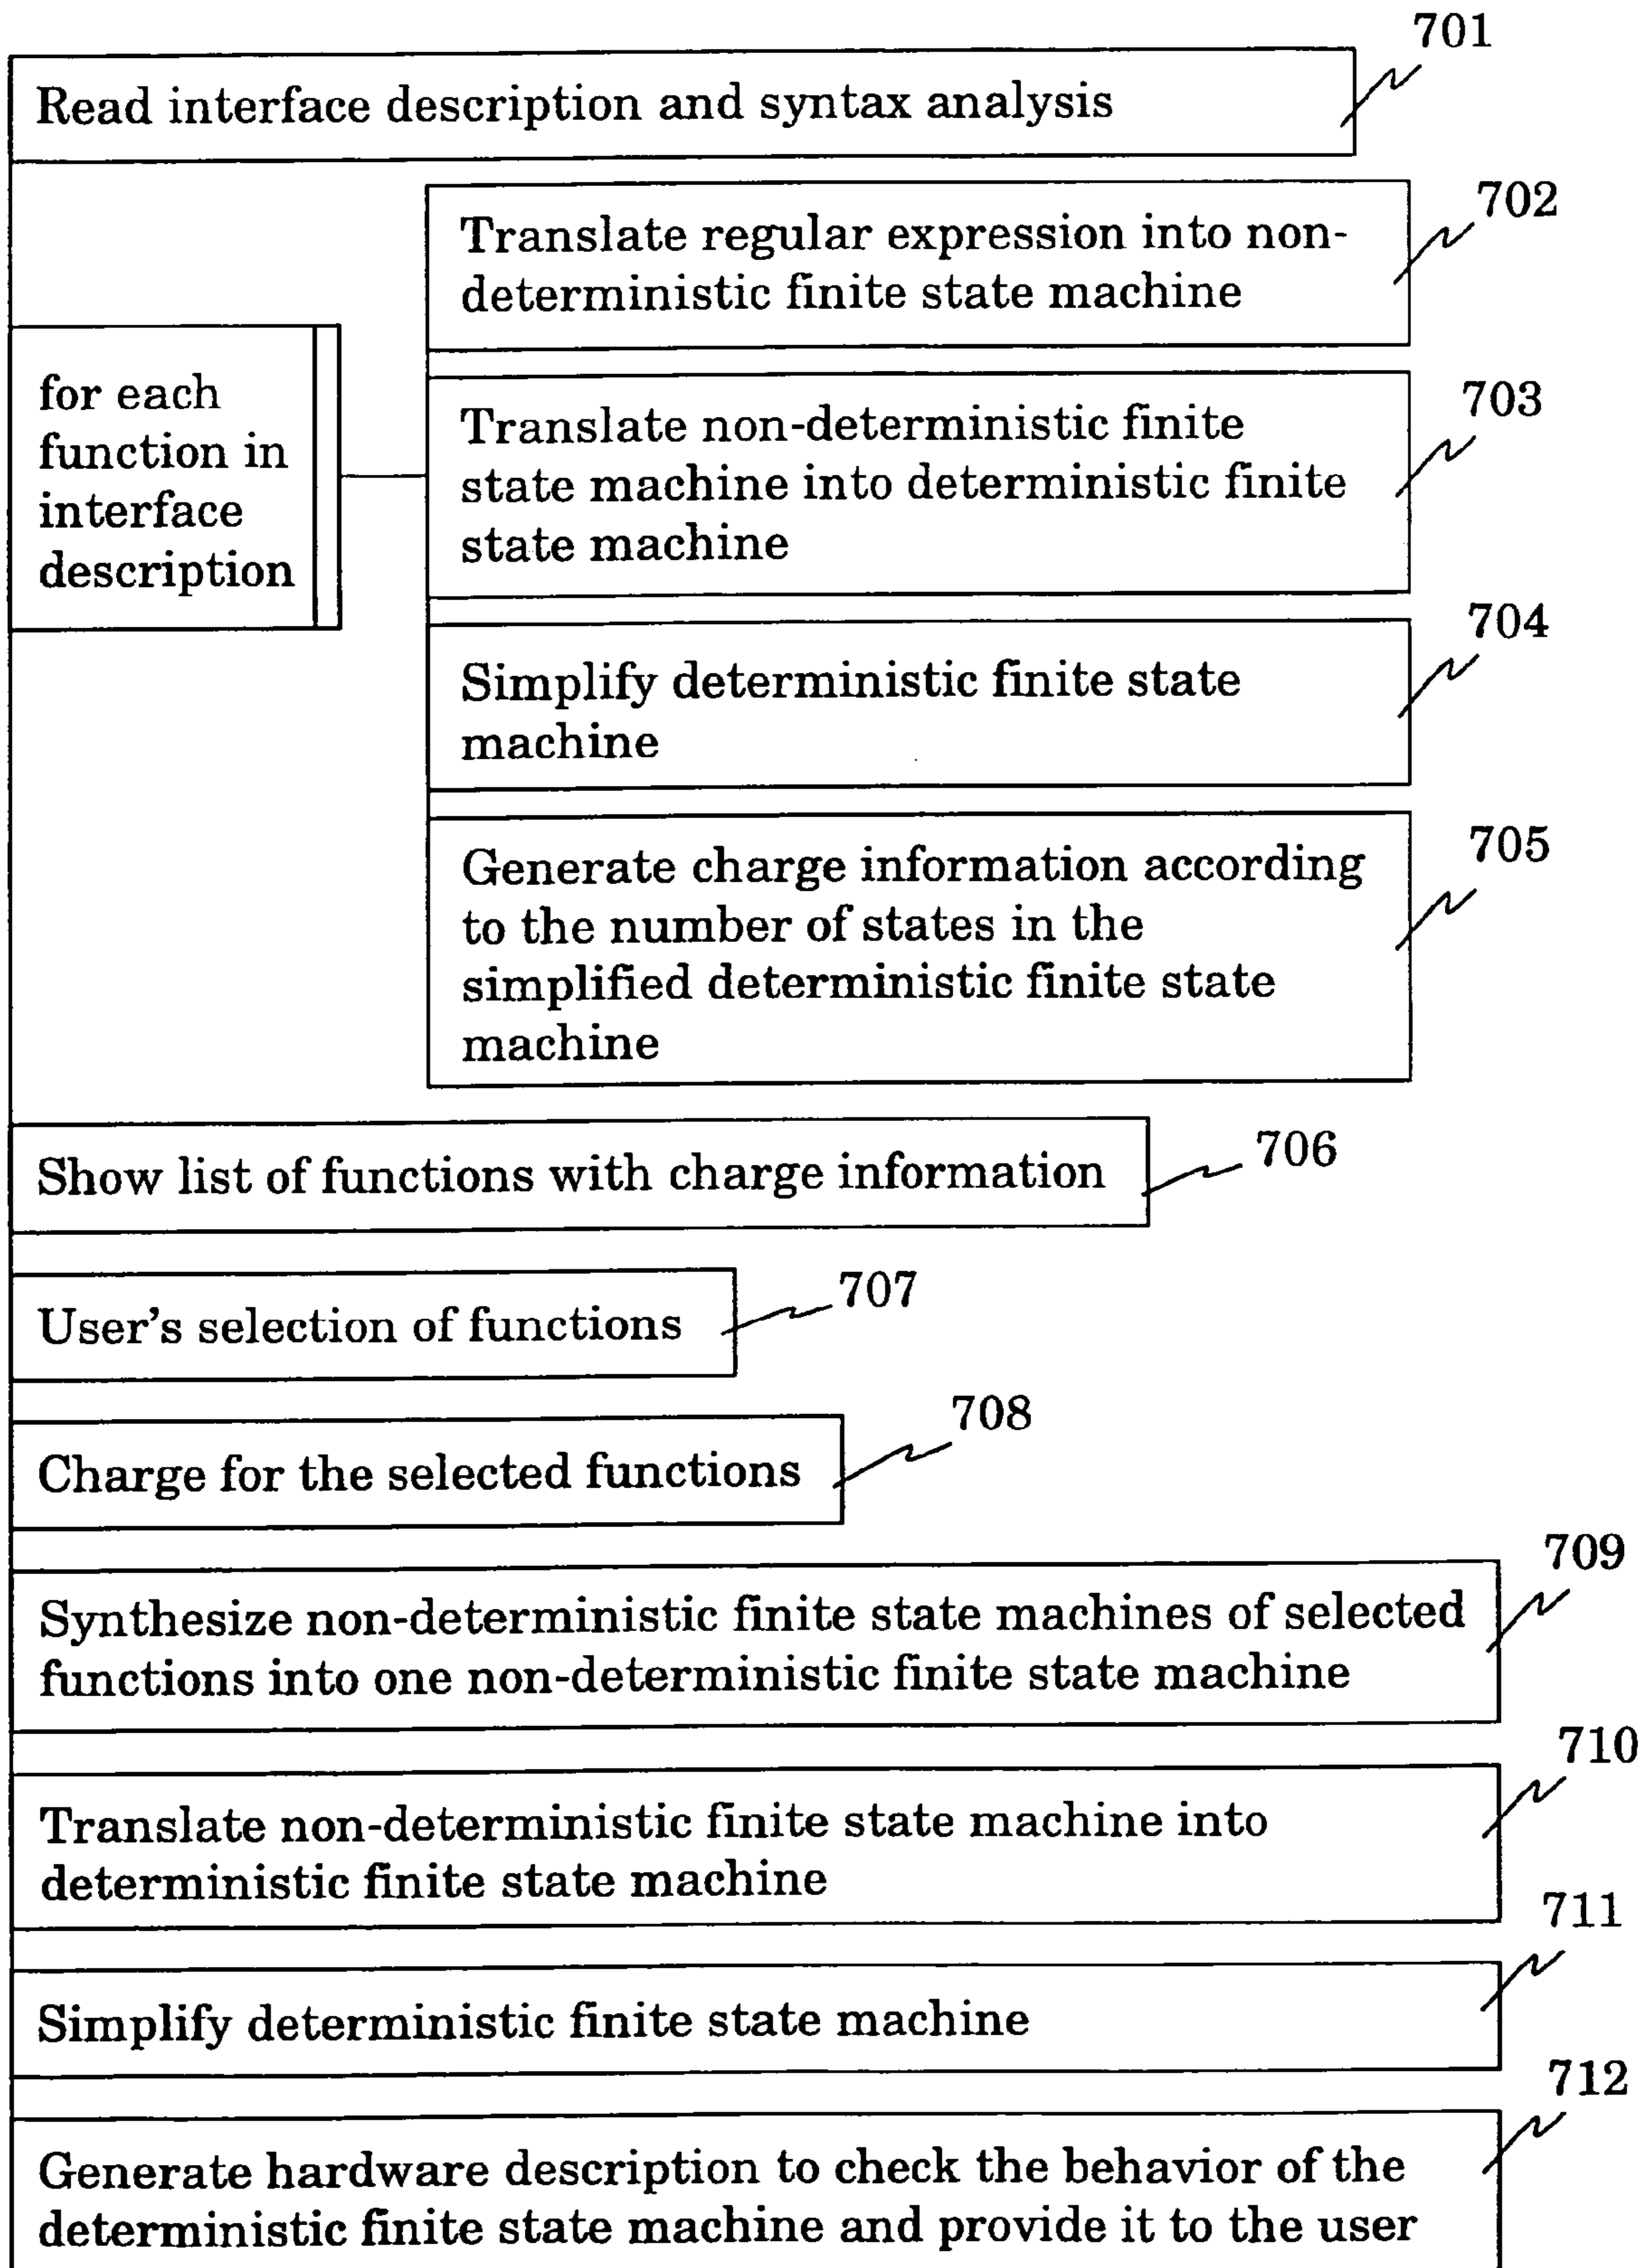 701
Read interface description and syntax analysis
702
Translate regular expression into non-
deterministic finite state machine
for each
function in
interface
description
703
Translate non-deterministic finite
state machine into deterministic finite
state machine
704
Simplify deterministic finite state
machine
705
Generate charge information according
to the number of states in the
simplified deterministic finite state
machine
706
Show list of functions with charge information
707
User's selection of functions
708
Charge for the selected functions
709
Synthesize non-deterministic finite state machines of selected
functions into one non-deterministic finite state machine
710
Translate non-deterministic finite state machine into
deterministic finite state machine
711
Simplify deterministic finite state machine
712
Generate hardware description to check the behavior of the
deterministic finite state machine and provide it to the user